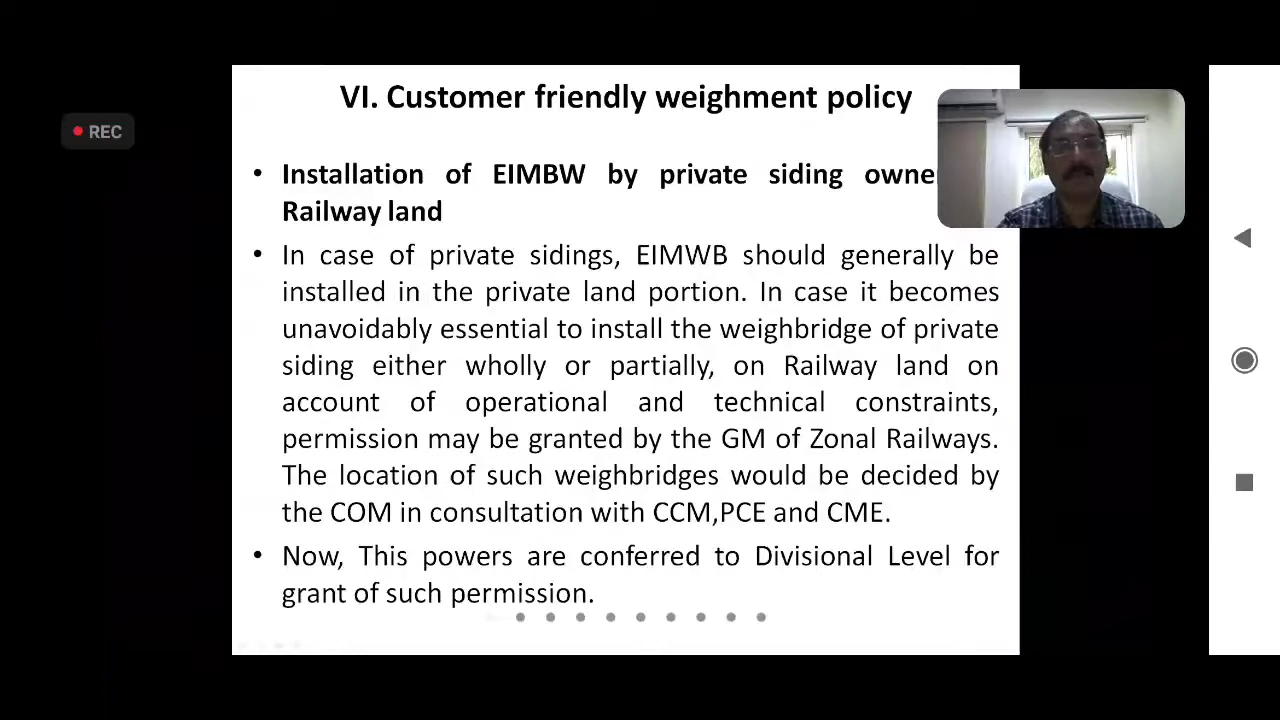 VI. Customer friendly weighment policy
REC
• Installation of EIMBW by private siding
Railway land
• In case of private sidings, EIMWB should generally be
installed in the private land portion. In case it becomes
unavoidably essential to install the weighbridge of private
siding either wholly or partially, on Railway land on
account of operational and technical constraints,
permission may be granted by the GM of Zonal Railways.
The location of such weighbridges would be decided by
the COM in consultation with CCM,PCE and CME.
• Now, This powers are conferred to Divisional Level for
grant of such permission.